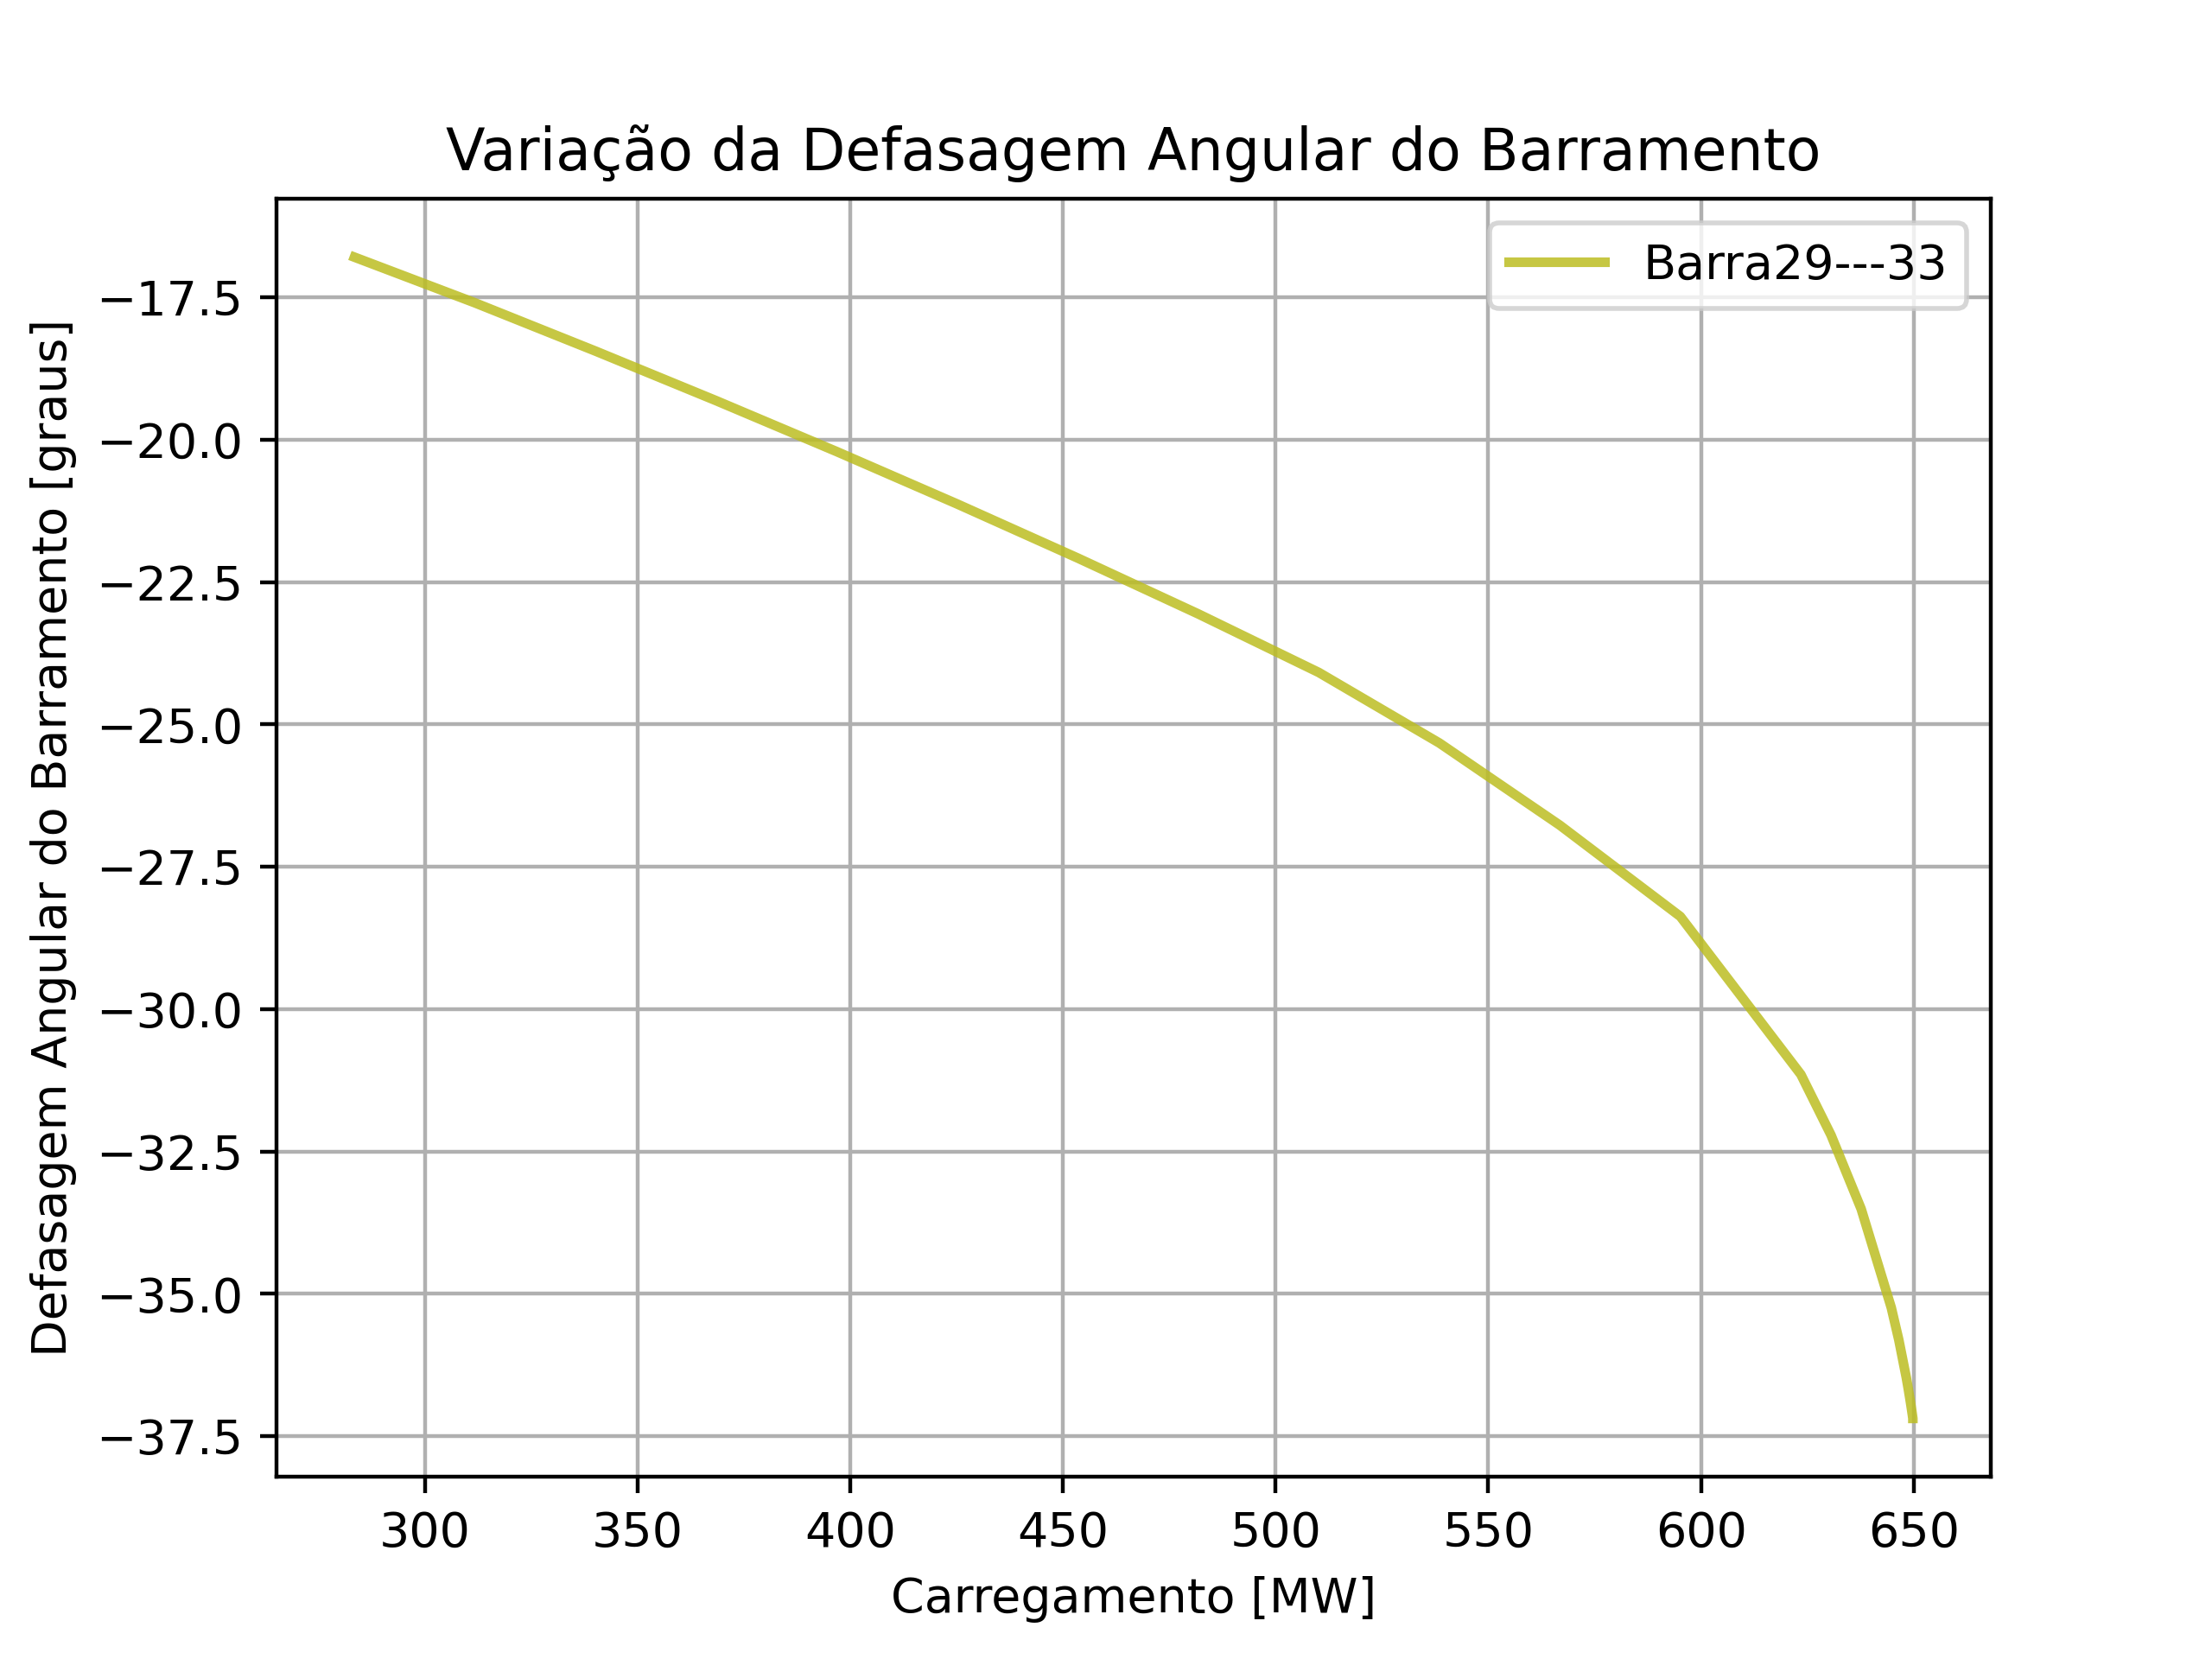 Variação da Defasagem Angular do Barramento
Barra29---33
Defasagem Angular do Barramento [graus]
−17.5
−20.0
−22.5
−25.0
−27.5
−30.0
−32.5
−35.0
−37.5
300 350 400 450 500 550 600 650
Carregamento [MW]